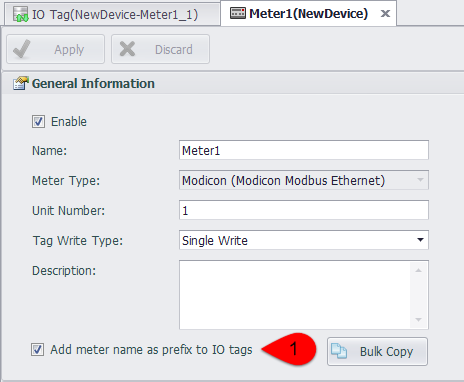 IO Tag(NewDevice-Meter1_1)
Meter1(NewDevice)
Apply
Discard
General Information
Enable
Name:
Meter1
Meter Type:
Modicon (Modicon Modbus Ethernet)
Unit Number:
1
Tag Write Type:
Single Write
Description:
Add meter name as prefix to IO tags
1
Bulk Copy